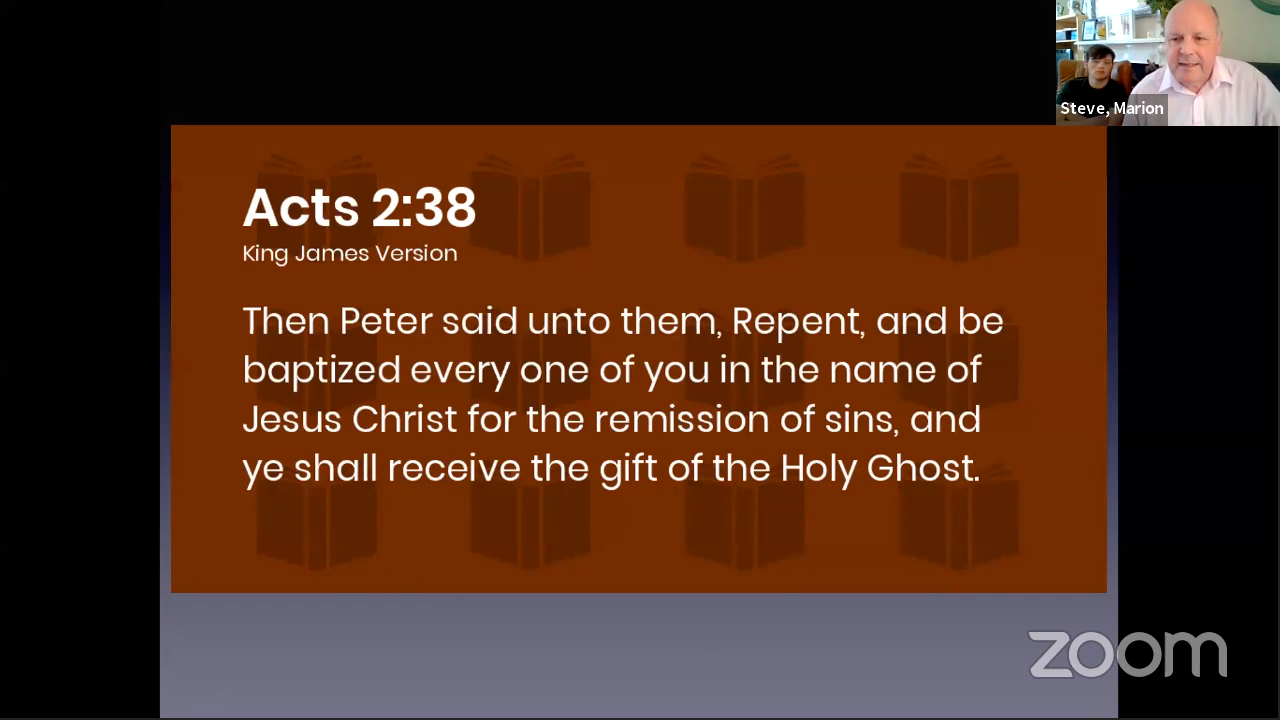 Steve, Marion
Acts 2:38
King James Version
Then Peter said unto them, Repent, and be
baptized every one of you in the name of
Jesus Christ for the remission of sins, and
ye shall receive the gift of the Holy Ghost.
zoom